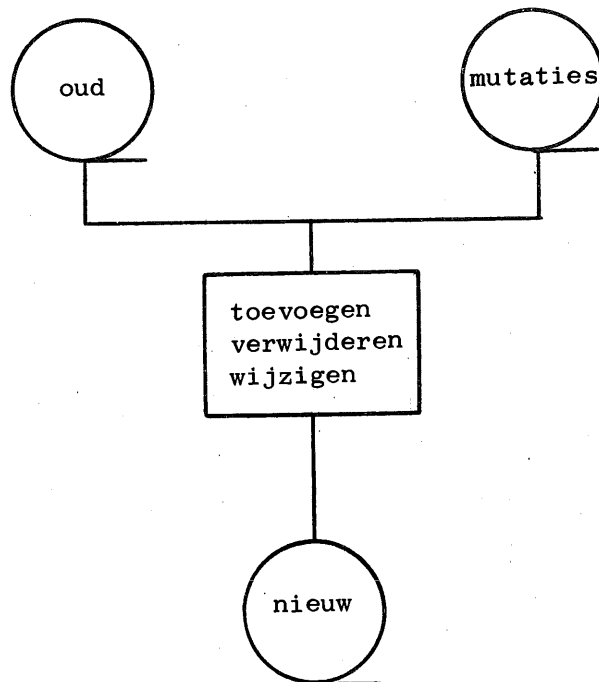 oud
mutaties
toevoegen
verwijderen
wijzigen
nieuw